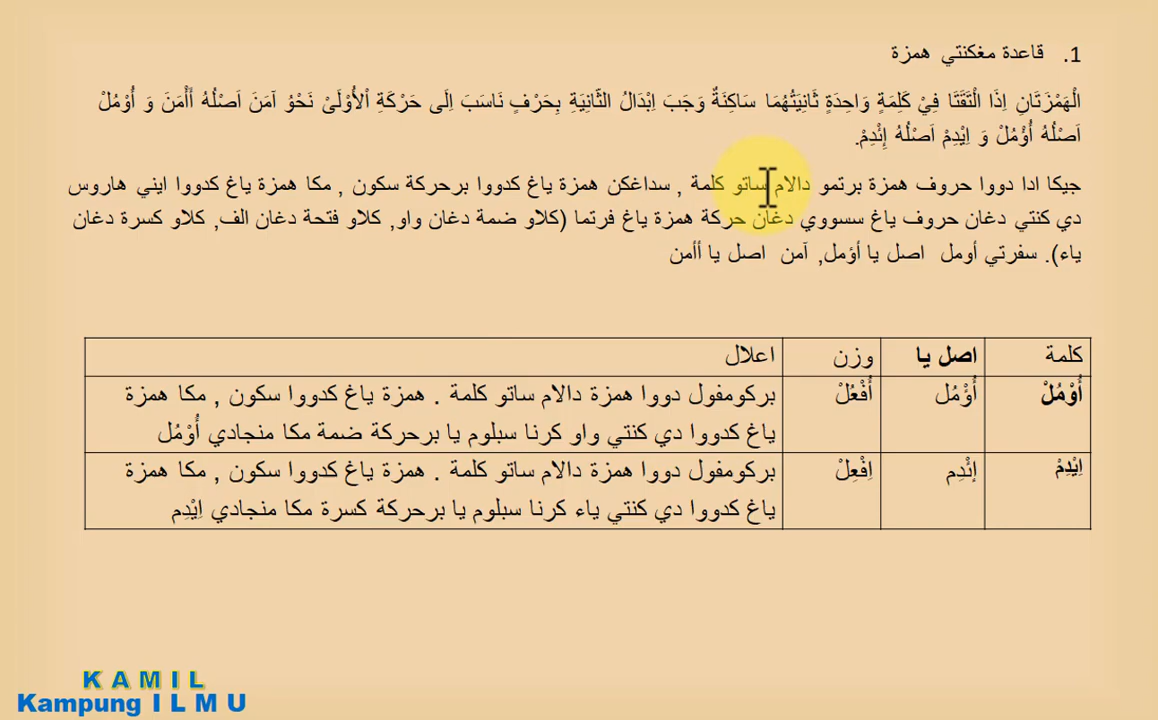 1. قاعدة مغكنتي همزة
الْهَمْزَتَانِ اِذَا الْتَقَتَا فِيْ كَلِمَةٍ وَاحِدَةٍ ثَانِيَتُهُمَا سَاكِنَةٌ وَجَبَ اِبْدَالُ الثَّانِيَةِ بِحَرْفٍ نَاسَبَ اِلَى حَرْكَةِ اْلأُوْلَىْ نَحْوُ آمَنَ اَصْلُهُ أَأْمَنَ وَ أُوْمُلْ
اَصْلُهُ أُؤْمُلْ وَ اِيْدِمْ اَصْلُهُ إِئْدِمْ.
جيكا ادا دووا حروف همزة برتمو دالام ساتو كلمة , سداغكن همزة ياغ كدووا برحركة سكون , مكا همزة ياغ كدووا ايني هاروس
دي كنتي دغان حروف ياغ سسووي دغان حركة همزة ياغ فرتما (كلاو ضمة دغان واو, كلاو فتحة دغان الف, كلاو كسرة دغان
ياء). سفرتي أومل اصل يا أؤمل, آمن اصل يا أأمن
كلمة اصل يا وزن اعلال
أُوْمُلْ أُؤْمُل أُفْعُلْ بركومفول دووا همزة دالام ساتو كلمة . همزة ياغ كدووا سكون , مكا همزة
ياغ كدووا دي كنتي واو كرنا سبلوم يا برحركة ضمة مكا منجادي أُوْمُل
اِيْدِمْ إئْدِم اِفْعِلْ بركومفول دووا همزة دالام ساتو كلمة . همزة ياغ كدووا سكون , مكا همزة
ياغ كدووا دي كنتي ياء كرنا سبلوم يا برحركة كسرة مكا منجادي اِيْدِم
KAMIL
Kampung ILMU